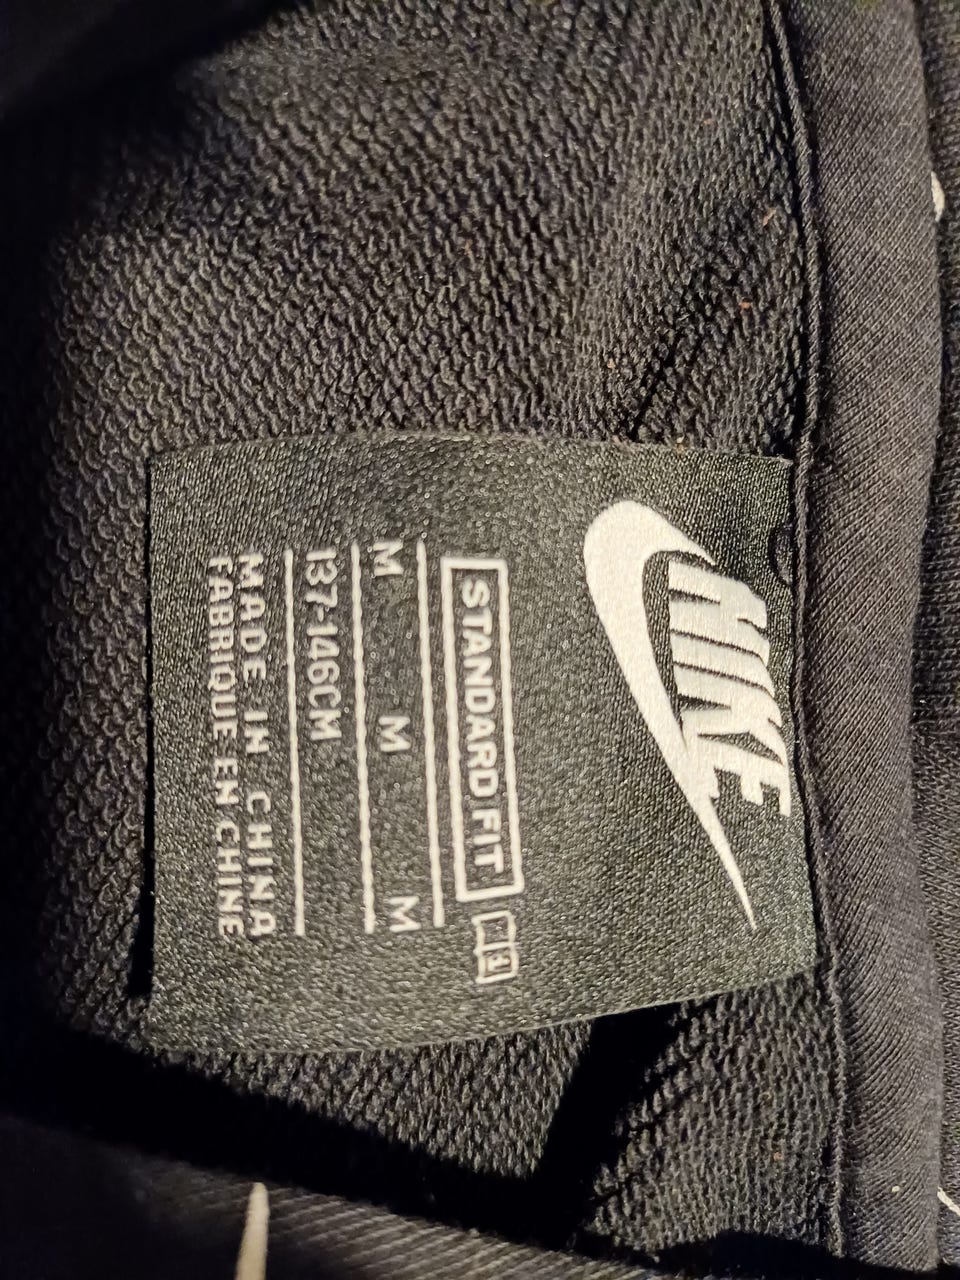 NIKE
STANDARD FIT
M M M
137-146CM
MADE IN CHINA
FABRIQUE EN CHINE